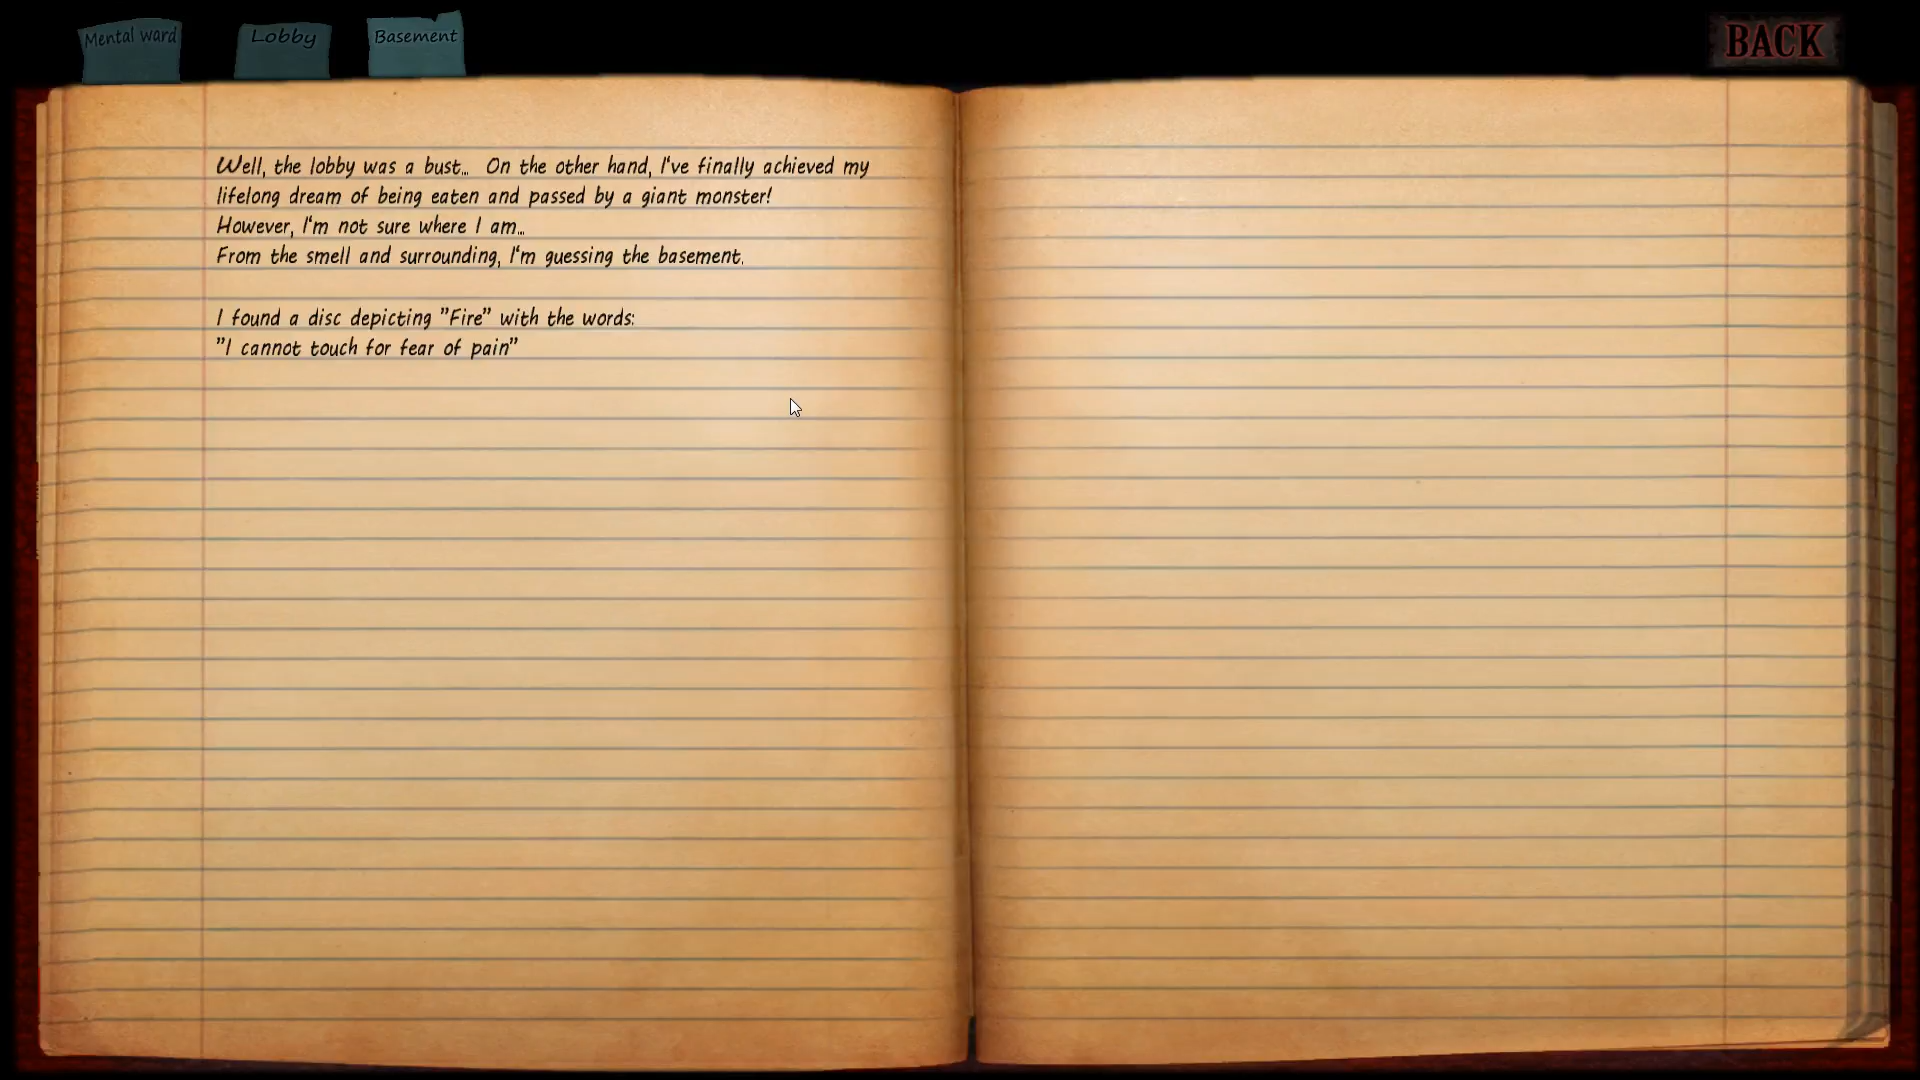 Mental ward
Lobby
Basement
BACK
Well, the lobby was a bust... On the other hand, I've finally achieved my
lifelong dream of being eaten and passed by a giant monster!
However, I'm not sure where I am...
From the smell and surrounding, I'm guessing the basement.
I found a disc depicting "Fire" with the words:
"I cannot touch for fear of pain"